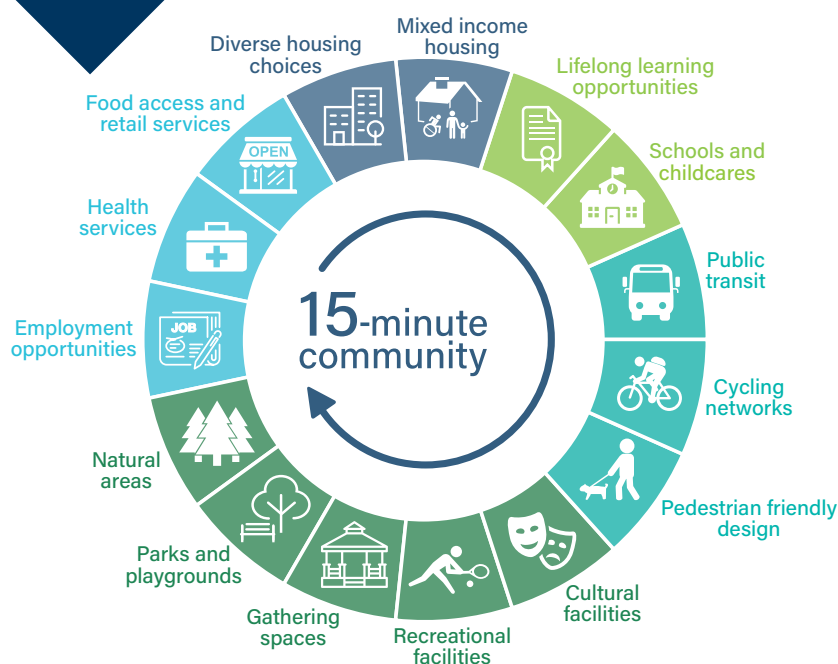 Mixed income
housing
Lifelong learning
opportunities
Schools and
childcares
Public
transit
Cycling
networks
Pedestrian friendly
design
Cultural
facilities
Recreational
facilities
Gathering
spaces
Parks and
playgrounds
Natural
areas
Employment
opportunities
Health
services
Food access and
retail services
Diverse housing
choices
OPEN
JOB
15-minute
community